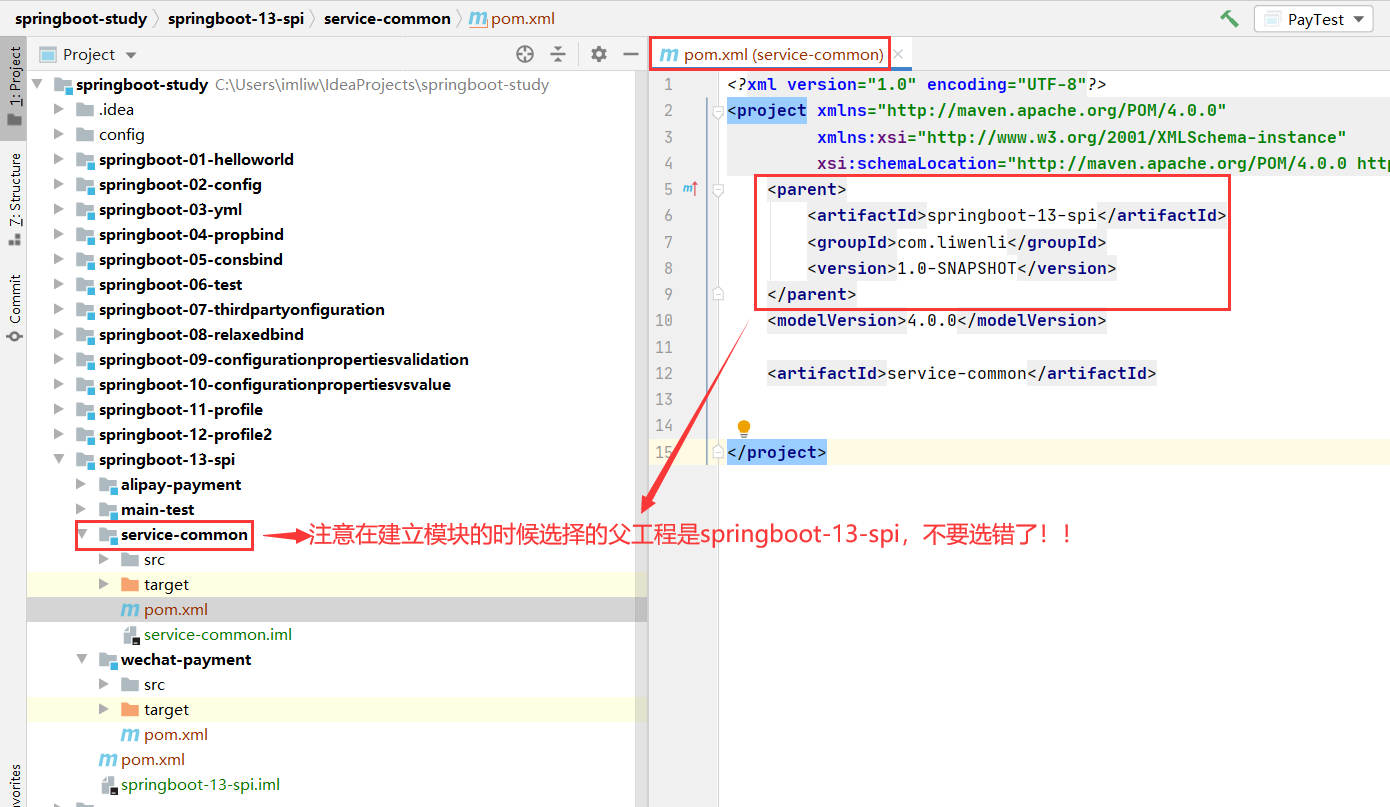 springboot-study 〉 springboot-13-spi 〉 service-common 〉 pom.xml
PayTest
1: Project
Z: Structure
Commit
Project
springboot-study C:\Users\imliw\IdeaProjects\springboot-study
.idea
config
springboot-01-helloworld
springboot-02-config
springboot-03-yml
springboot-04-propbind
springboot-05-consbind
springboot-06-test
springboot-07-thirdpartyonfiguration
springboot-08-relaxedbind
springboot-09-configurationpropertiesvalidation
springboot-10-configurationpropertiesvsvalue
springboot-11-profile
springboot-12-profile2
springboot-13-spi
alipay-payment
main-test
service-common
src
target
pom.xml
service-common.iml
wechat-payment
src
target
pom.xml
pom.xml
springboot-13-spi.iml
pom.xml (service-common)
1 <?xml version="1.0" encoding="UTF-8"?>
2 <project xmlns="http://maven.apache.org/POM/4.0.0"
3 xmlns:xsi="http://www.w3.org/2001/XMLSchema-instance"
4 xsi:schemaLocation="http://maven.apache.org/POM/4.0.0 http
5 <parent>
6 <artifactId>springboot-13-spi</artifactId>
7 <groupId>com.liwenli</groupId>
8 <version>1.0-SNAPSHOT</version>
9 </parent>
10 <modelVersion>4.0.0</modelVersion>
11
12 <artifactId>service-common</artifactId>
13
14
15 </project>
注意在建立模块的时候选择的父工程是springboot-13-spi，不要选错了！！